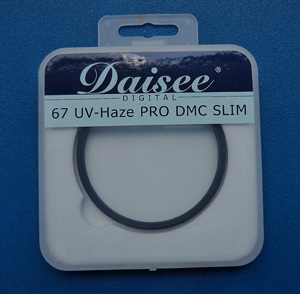 Daisee®
DIGITAL
67 UV-Haze PRO DMC SLIM